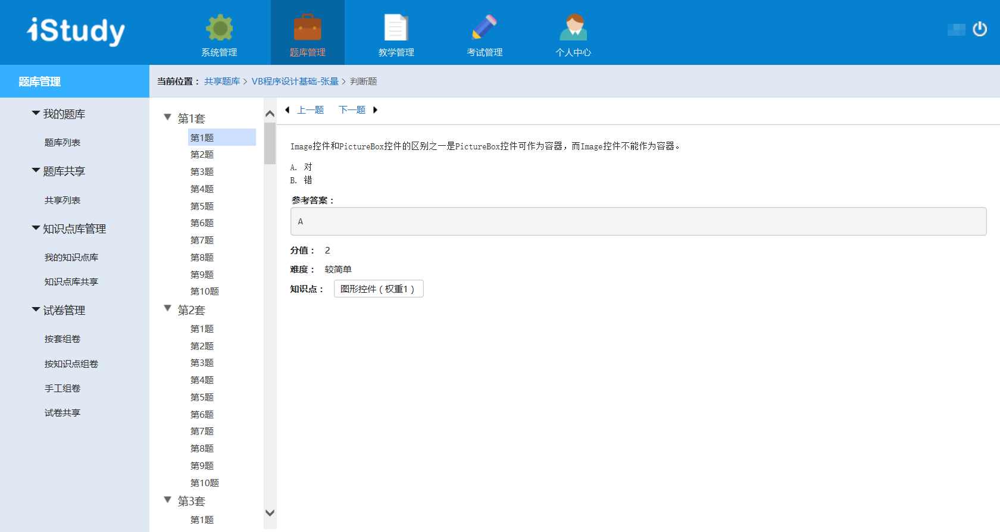 iStudy
系统管理
题库管理
教学管理
考试管理
个人中心
题库管理
当前位置： 共享题库 > VB程序设计基础-张量 > 判断题
我的题库
题库列表
题库共享
共享列表
知识点库管理
我的知识点库
知识点库共享
试卷管理
按套组卷
按知识点组卷
手工组卷
试卷共享
第1套
第1题
第2题
第3题
第4题
第5题
第6题
第7题
第8题
第9题
第10题
第2套
第1题
第2题
第3题
第4题
第5题
第6题
第7题
第8题
第9题
第10题
第3套
第1题
上一题 下一题
Image控件和PictureBox控件的区别之一是PictureBox控件可作为容器，而Image控件不能作为容器。
A. 对
B. 错
参考答案：
A
分值： 2
难度： 较简单
知识点： 图形控件（权重1）